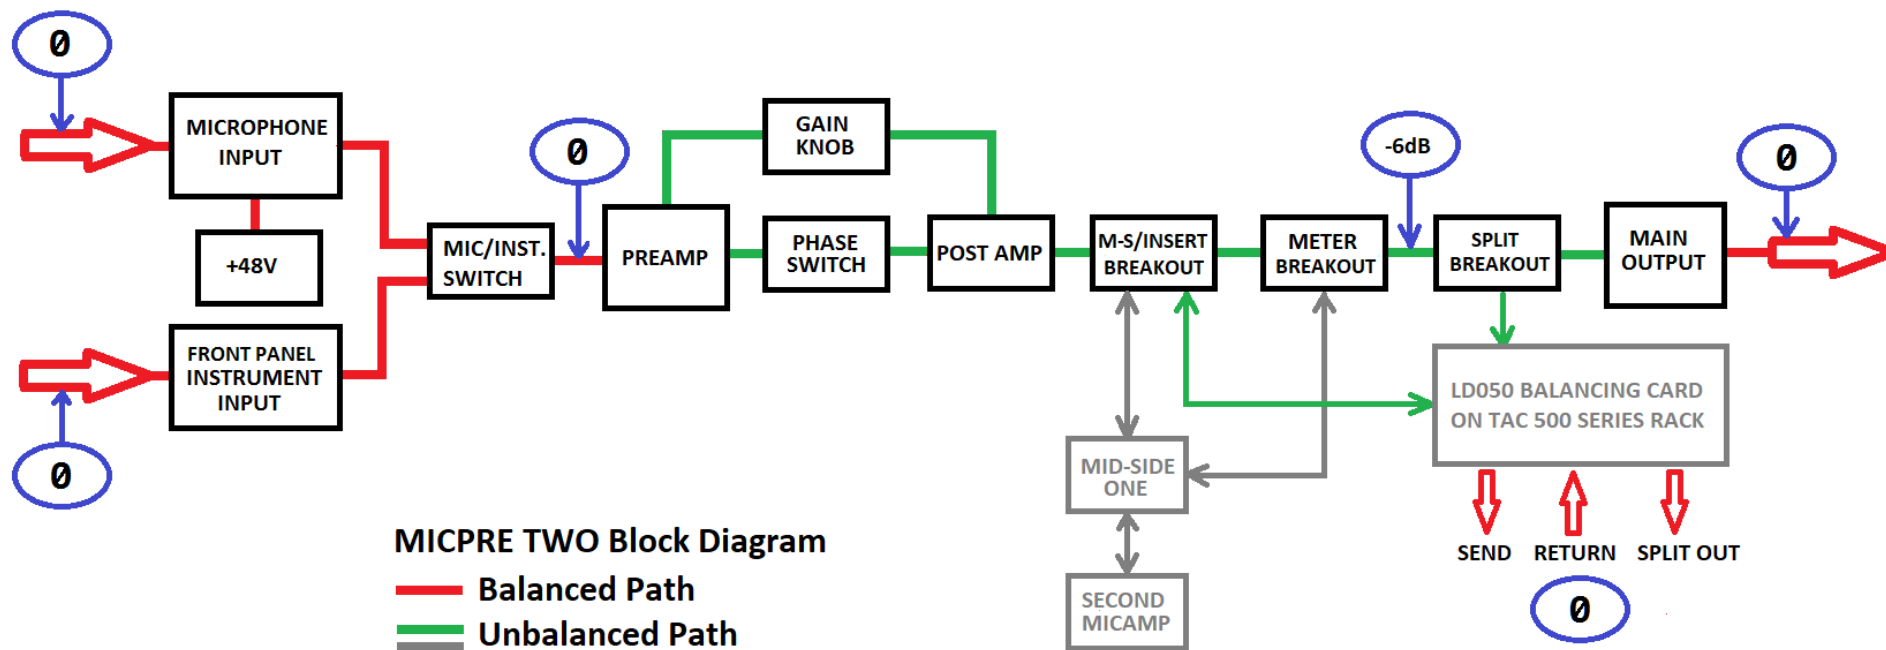 0
MICROPHONE
INPUT
+48V
FRONT PANEL
INSTRUMENT
INPUT
0
MIC/INST.
SWITCH
0
PREAMP
GAIN
KNOB
PHASE
SWITCH
POST AMP
M-S/INSERT
BREAKOUT
METER
BREAKOUT
-6dB
SPLIT
BREAKOUT
MAIN
OUTPUT
0
LD050 BALANCING CARD
ON TAC 500 SERIES RACK
MID-SIDE
ONE
SECOND
MICAMP
SEND
RETURN
SPLIT OUT
0
MICPRE TWO Block Diagram
Balanced Path
Unbalanced Path